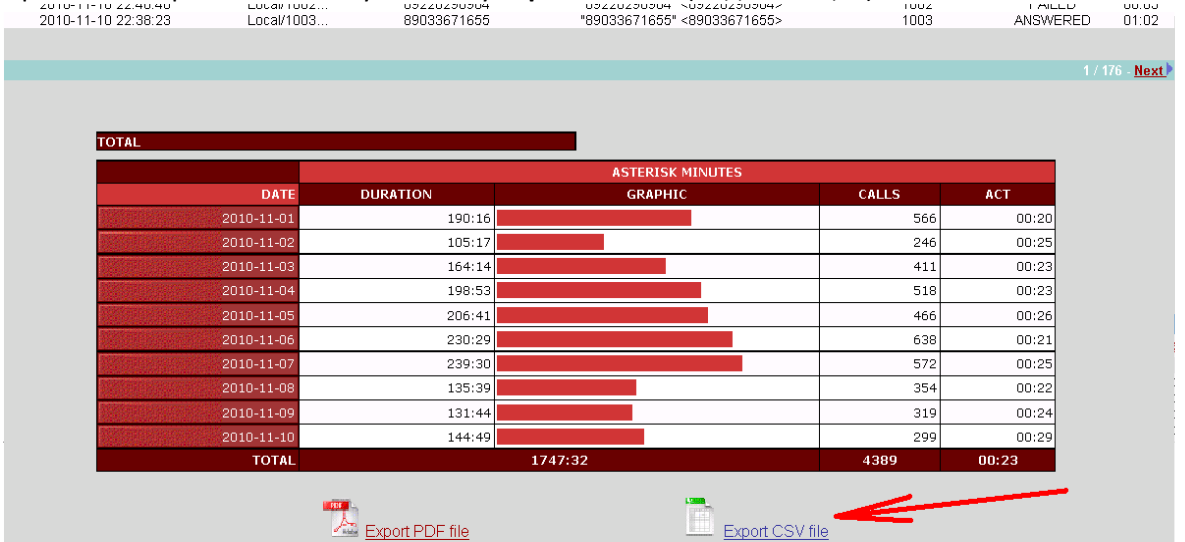 2010-11-10 22:38:23 Local/1003... 89033671655 "89033671655" <89033671655> 1003 ANSWERED 01:02
1 / 176 - Next
TOTAL
ASTERISK MINUTES
DATE DURATION GRAPHIC CALLS ACT
2010-11-01 190:16 566 00:20
2010-11-02 105:17 246 00:25
2010-11-03 164:14 411 00:23
2010-11-04 198:53 518 00:23
2010-11-05 206:41 466 00:26
2010-11-06 230:29 638 00:21
2010-11-07 239:30 572 00:25
2010-11-08 135:39 354 00:22
2010-11-09 131:44 319 00:24
2010-11-10 144:49 299 00:29
TOTAL 1747:32 4389 00:23
Export PDF file Export CSV file